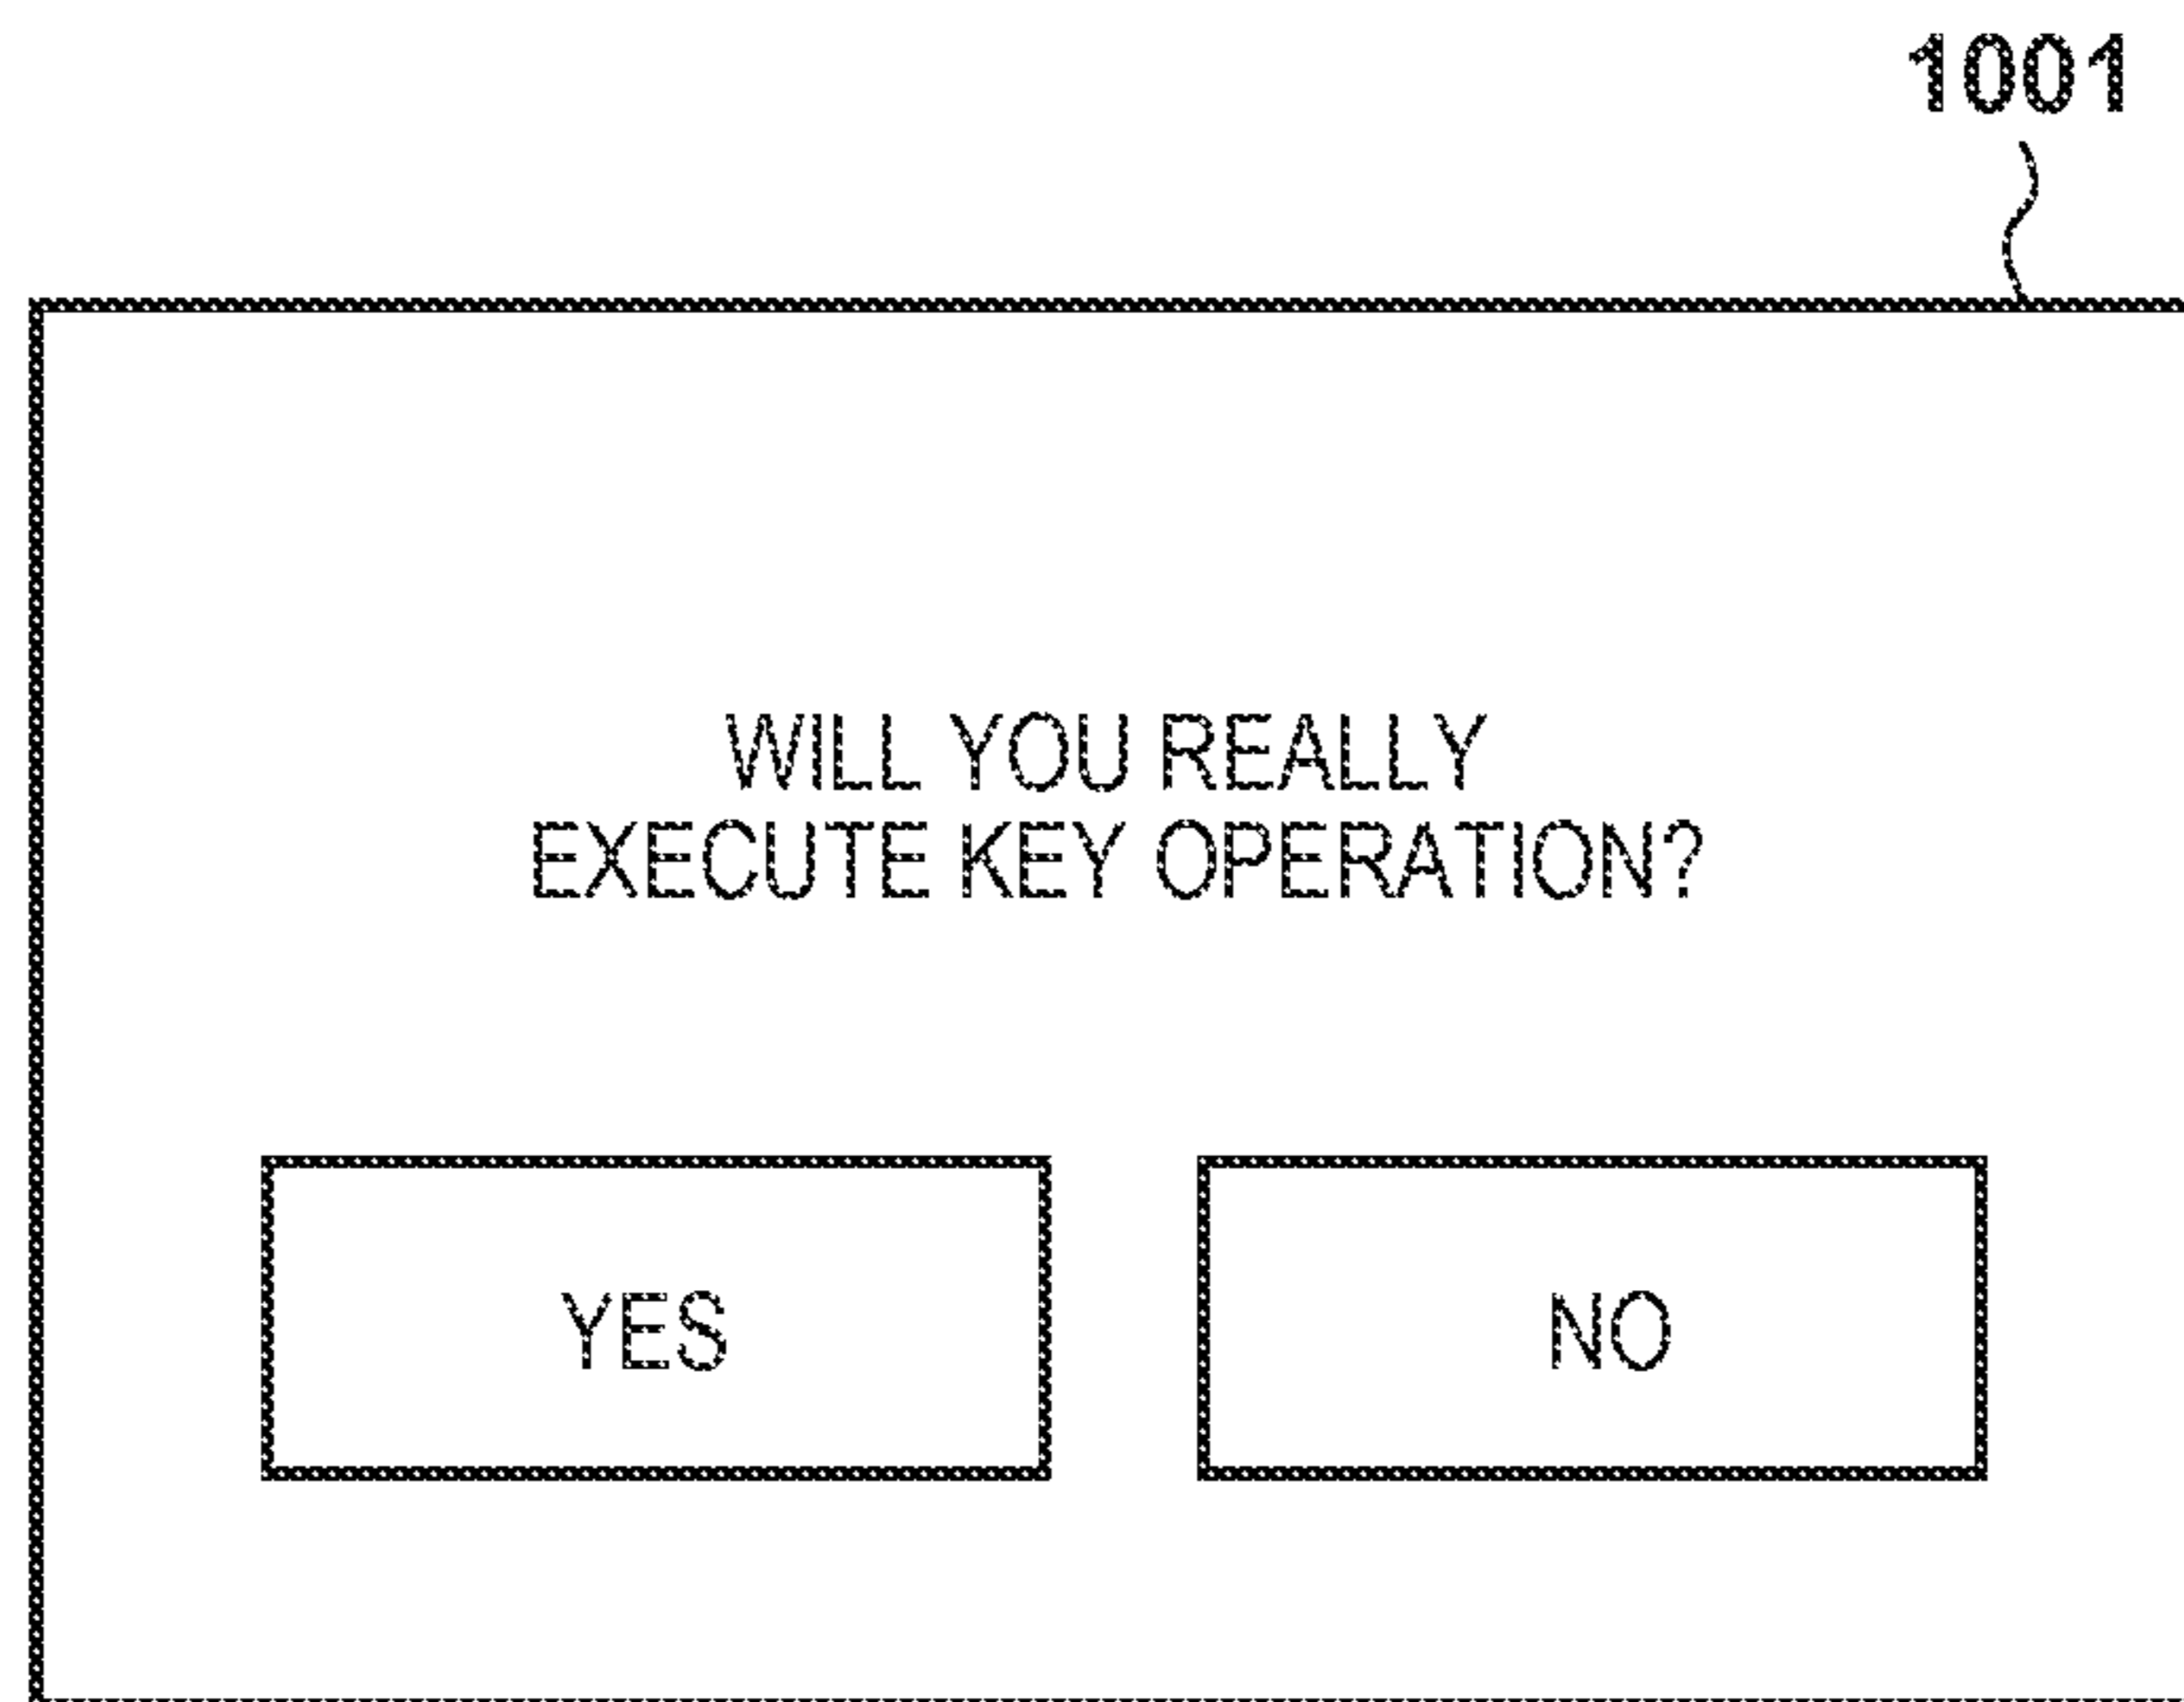 1001
WILL YOU REALLY
EXECUTE KEY OPERATION?
YES
NO